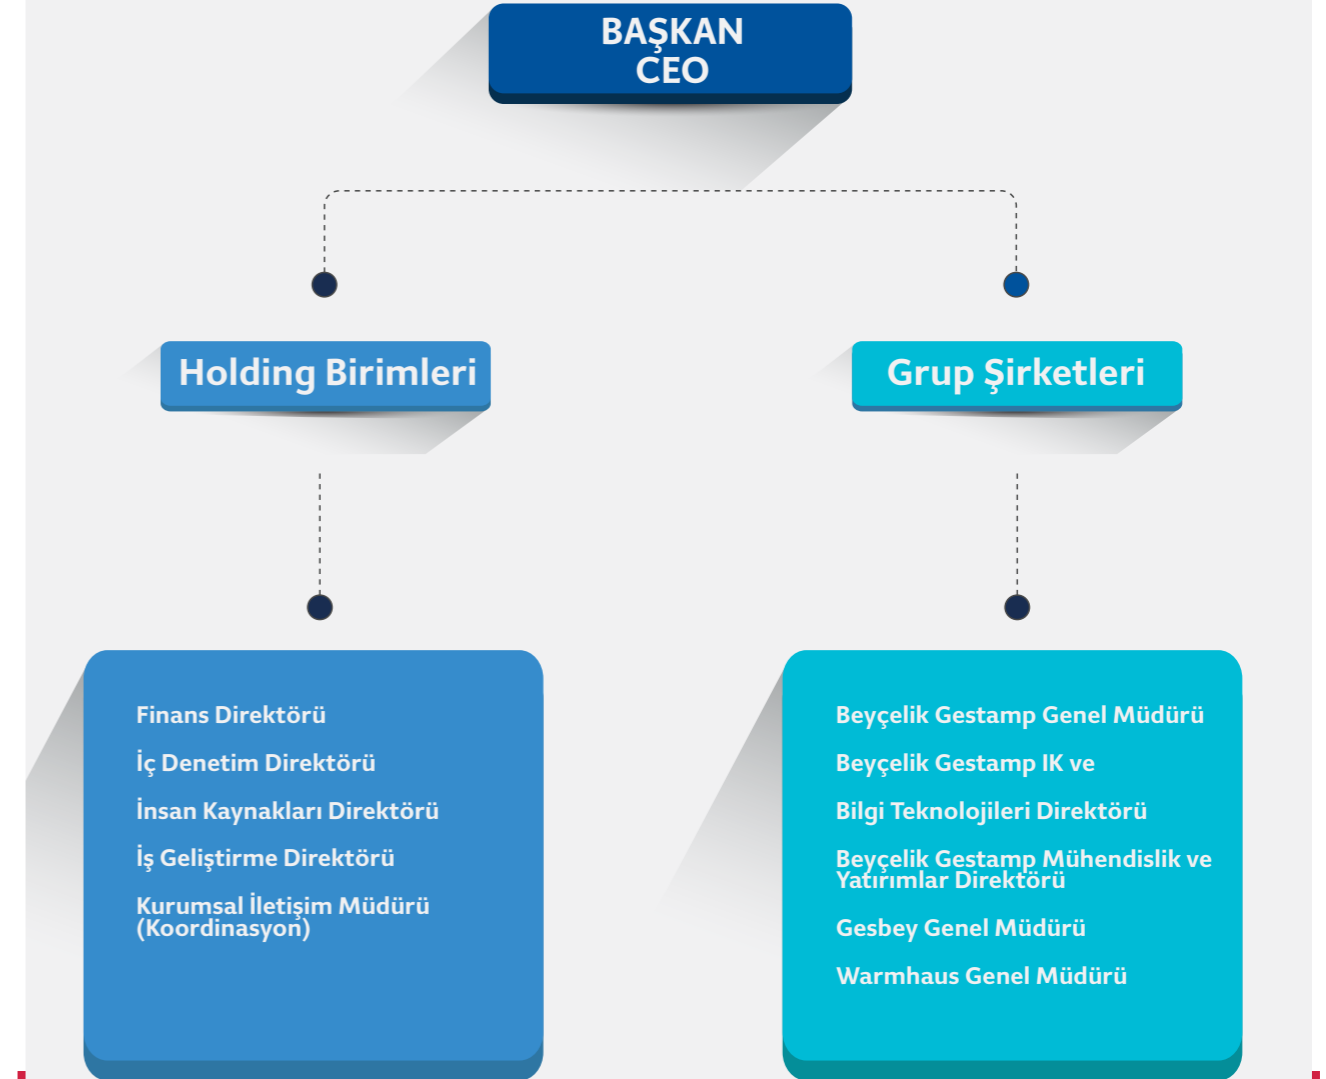 BAŞKAN
CEO
Holding Birimleri
Grup Şirketleri
Finans Direktörü
İç Denetim Direktörü
İnsan Kaynakları Direktörü
İş Geliştirme Direktörü
Kurumsal İletişim Müdürü
(Koordinasyon)
Beyçelik Gestamp Genel Müdürü
Beyçelik Gestamp IK ve
Bilgi Teknolojileri Direktörü
Beyçelik Gestamp Mühendislik ve
Yatırımlar Direktörü
Gesbey Genel Müdürü
Warmhaus Genel Müdürü